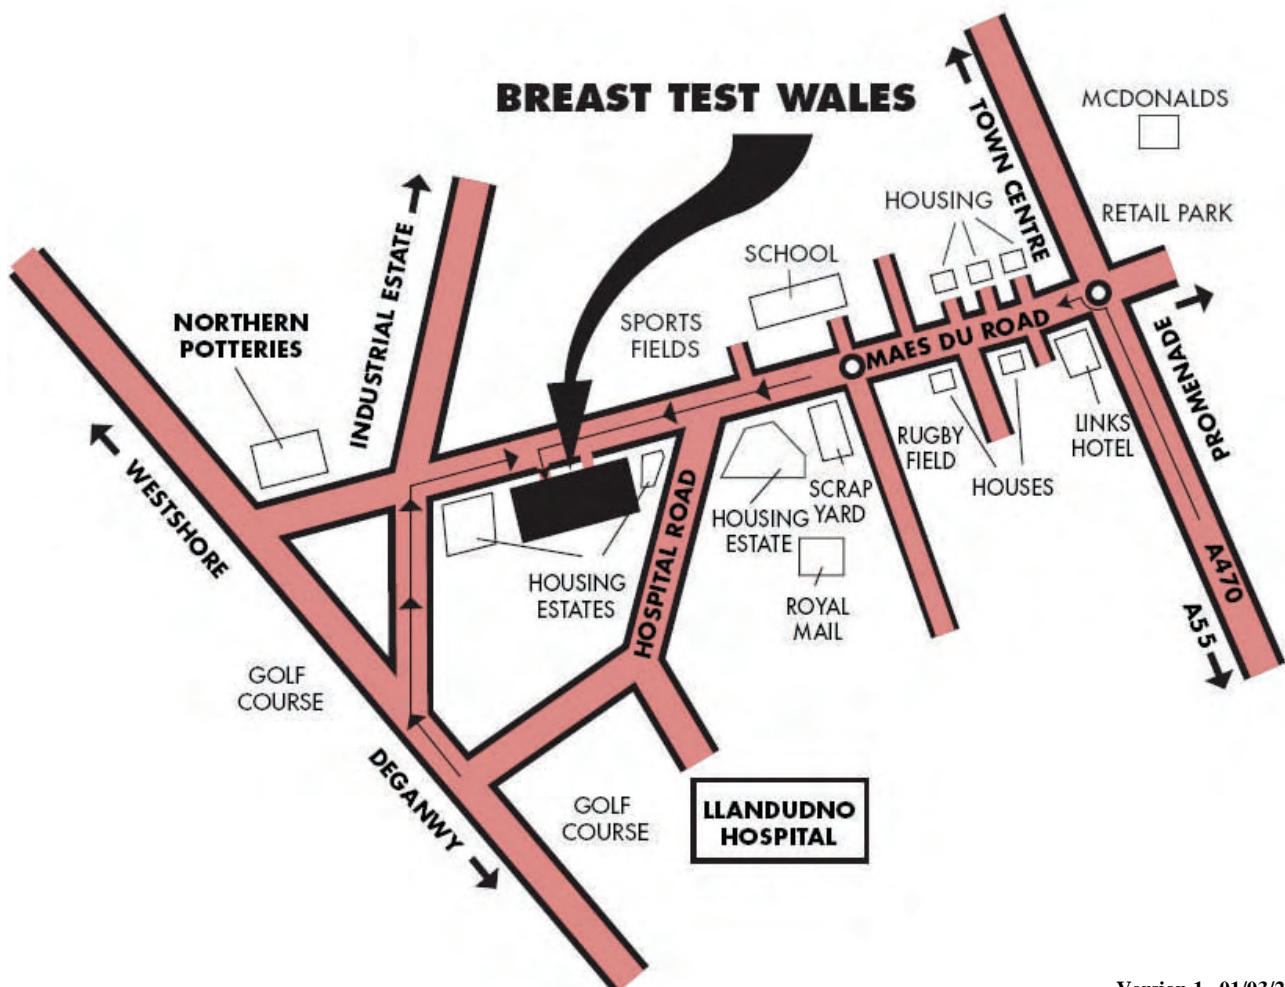 BREAST TEST WALES
MCDONALDS
TOWN CENTRE
HOUSING
RETAIL PARK
SCHOOL
INDUSTRIAL ESTATE
NORTHERN
POTTERIES
SPORTS
FIELDS
MAES DU ROAD
PROMENADE
WESTSHORE
LINKS
HOTEL
RUGBY
FIELD
HOUSES
SCRAP
YARD
HOUSING
ESTATE
HOSPITAL ROAD
HOUSING
ESTATES
ROYAL
MAIL
A470
A55
GOLF
COURSE
DEGANWY
GOLF
COURSE
LLANDUDNO
HOSPITAL
Version 1